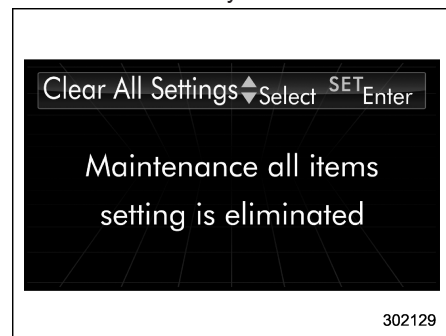 Clear All Settings Select SET Enter
Maintenance all items
setting is eliminated
302129